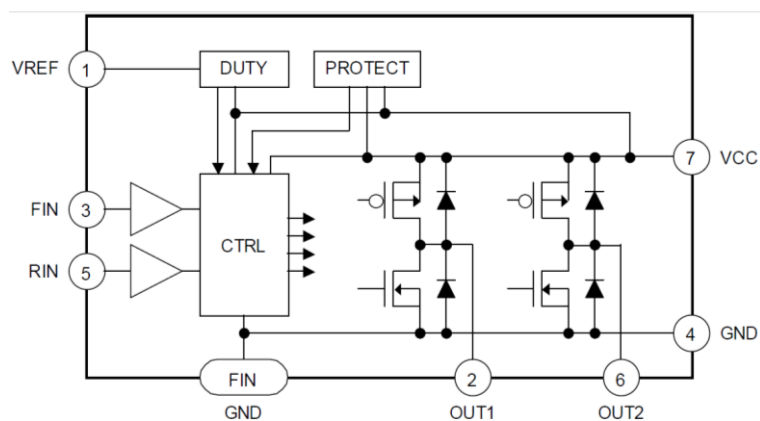 DUTY PROTECT
VREF 1
7 VCC
FIN 3
CTRL
RIN 5
4 GND
FIN 2 6
GND OUT1 OUT2